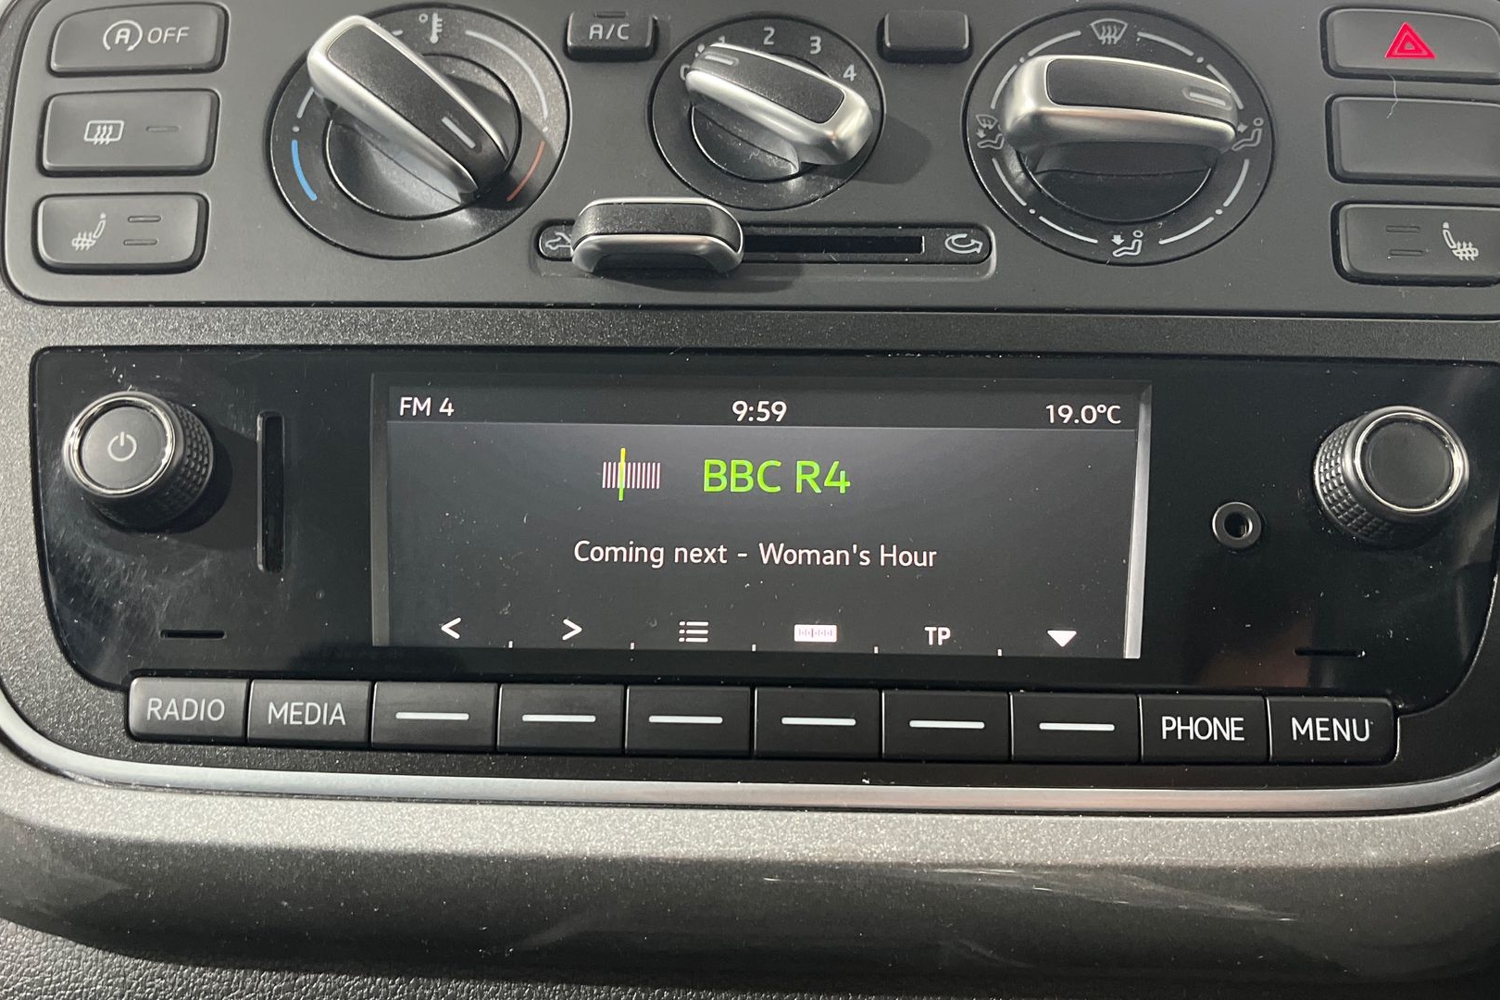 (A) OFF
A/C
1 2 3 4
FM 4 9:59 19.0°C
BBC R4
Coming next - Woman's Hour
< > TP
RADIO MEDIA PHONE MENU